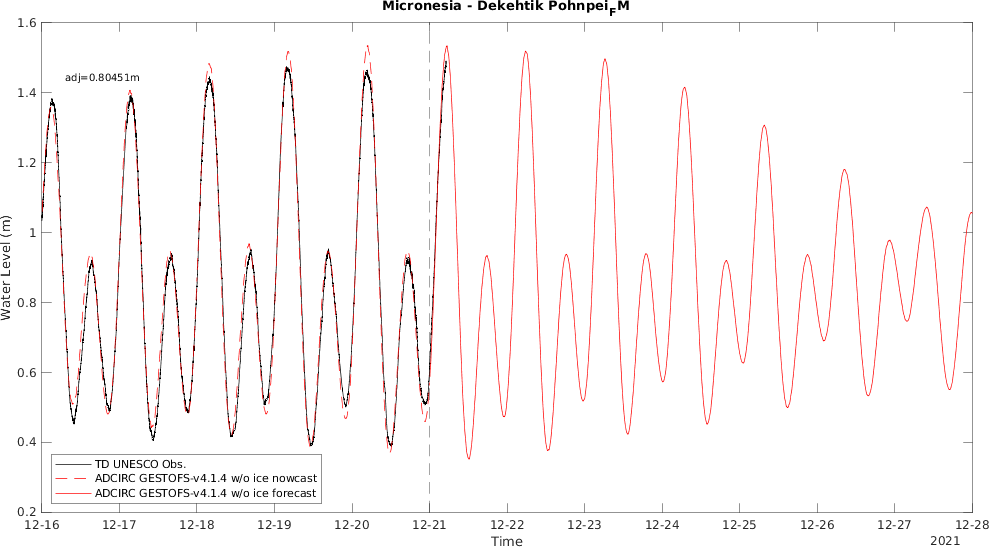 Micronesia - Dekehtik Pohnpei_FM
adj=0.80451m
1.6
1.4
1.2
1
0.8
0.6
0.4
0.2
Water Level (m)
TD UNESCO Obs.
ADCIRC GESTOFS-v4.1.4 w/o ice nowcast
ADCIRC GESTOFS-v4.1.4 w/o ice forecast
12-16 12-17 12-18 12-19 12-20 12-21 12-22 12-23 12-24 12-25 12-26 12-27 12-28
Time
2021